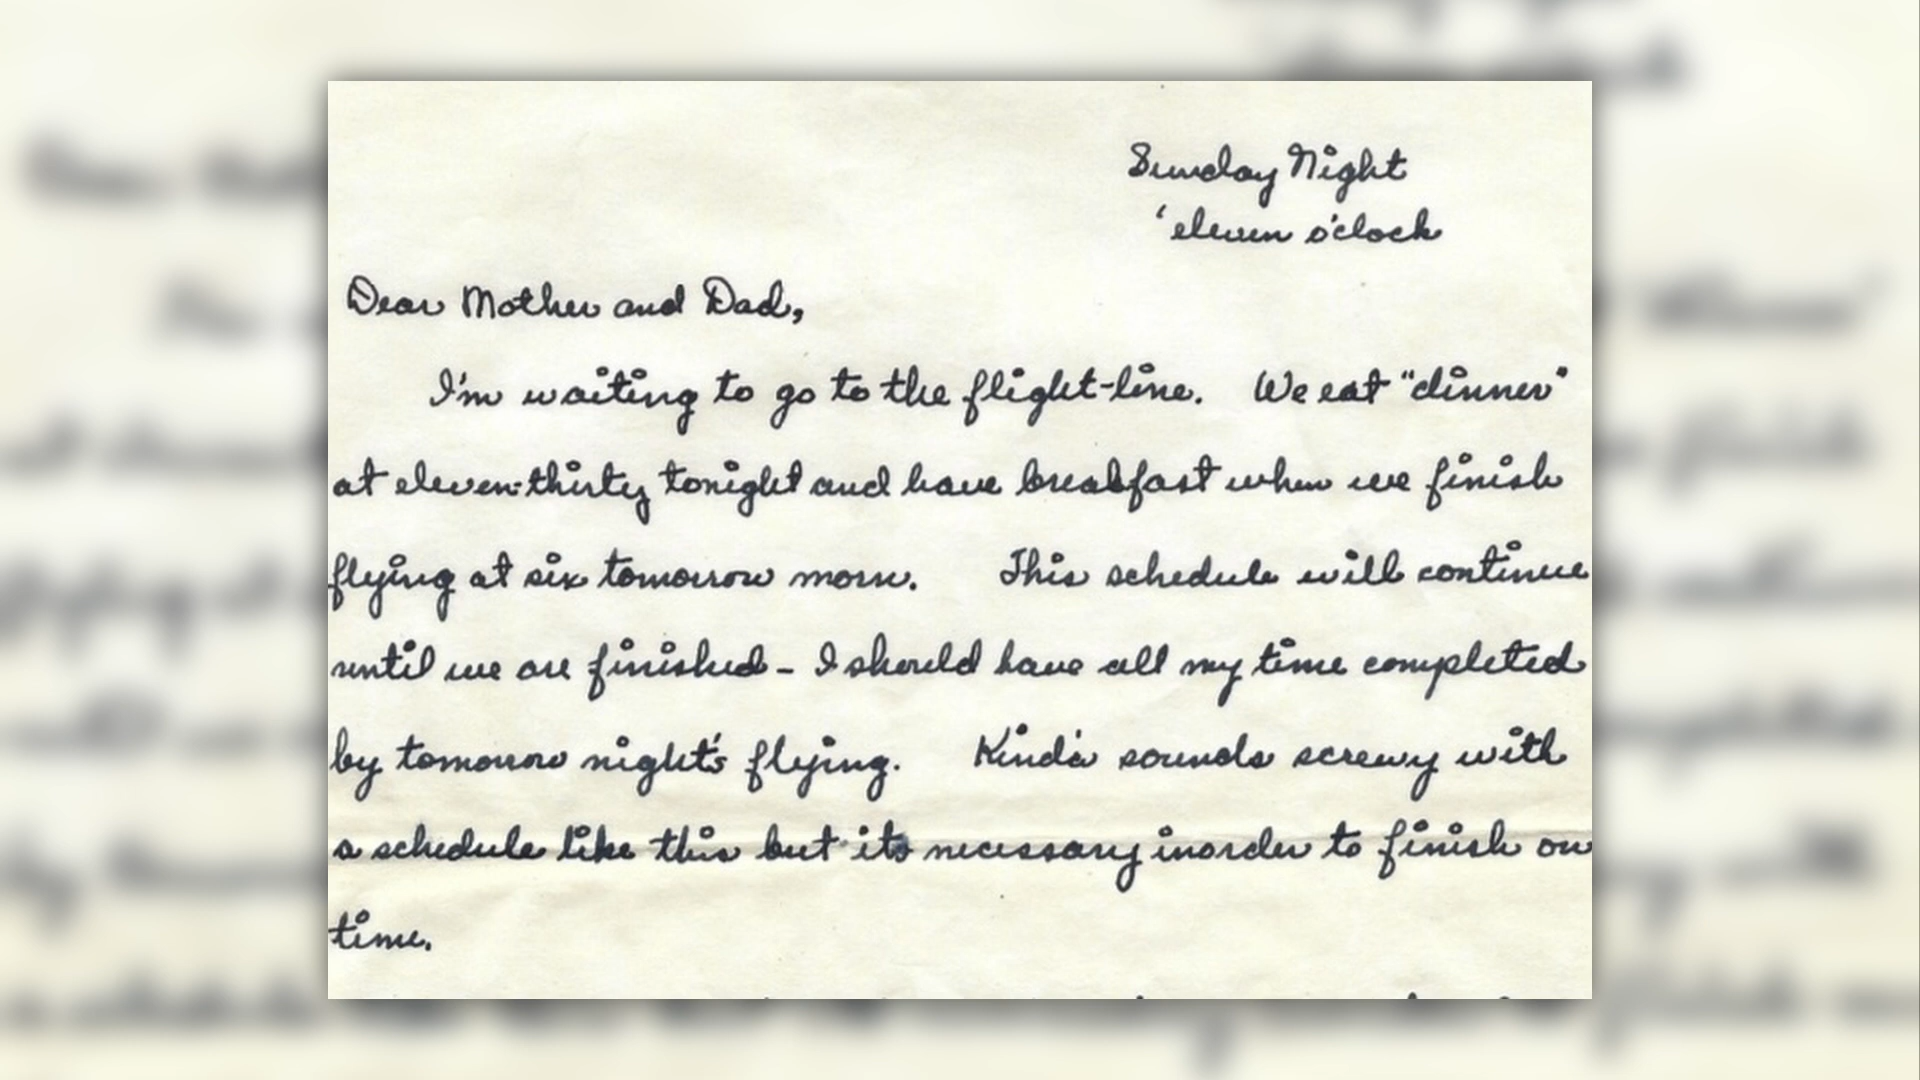 Sunday Night
'eleven o'clock
Dear Mother and Dad,
I'm waiting to go to the flight-line. We eat "dinner"
at eleven-thirty tonight and have breakfast when we finish
flying at six tomorrow morn. This schedule will continue
until we are finished - I should have all my time completed
by tomorrow night's flying. Kinda' sounds screwy with
a schedule like this but its necessary inorder to finish on
time.